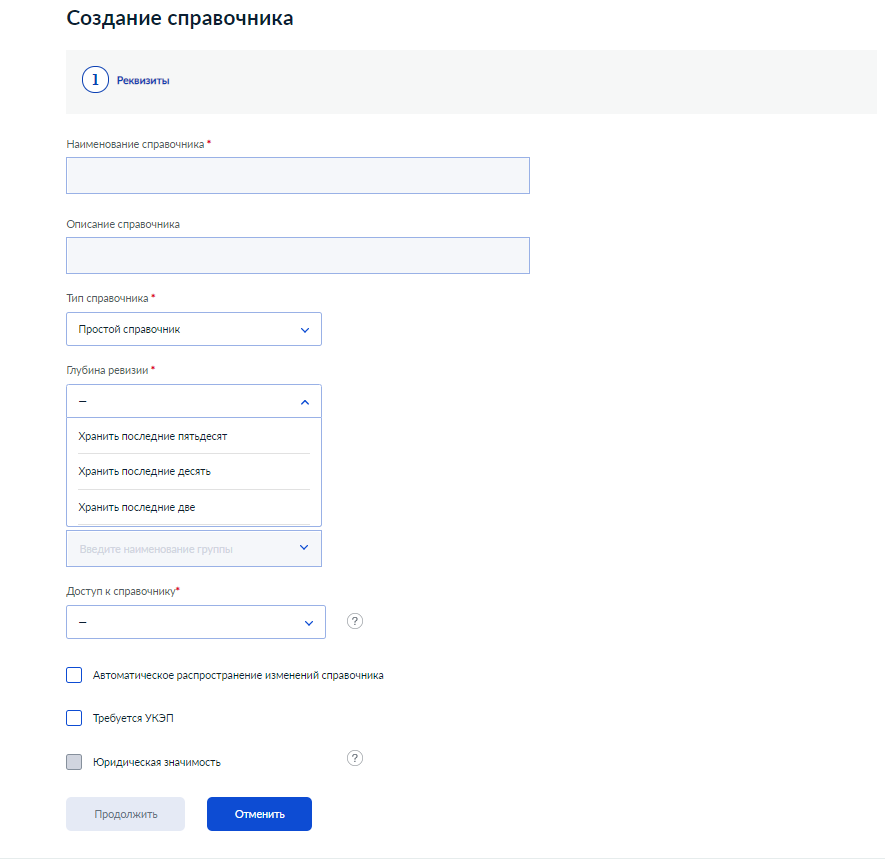 Создание справочника
1 Реквизиты
Наименование справочника *
Описание справочника
Тип справочника *
Простой справочник
Глубина ревизии *
—
Хранить последние пятьдесят
Хранить последние десять
Хранить последние две
Введите наименование группы
Доступ к справочнику*
—
?
Автоматическое распространение изменений справочника
Требуется УКЭП
Юридическая значимость
?
Продолжить
Отменить